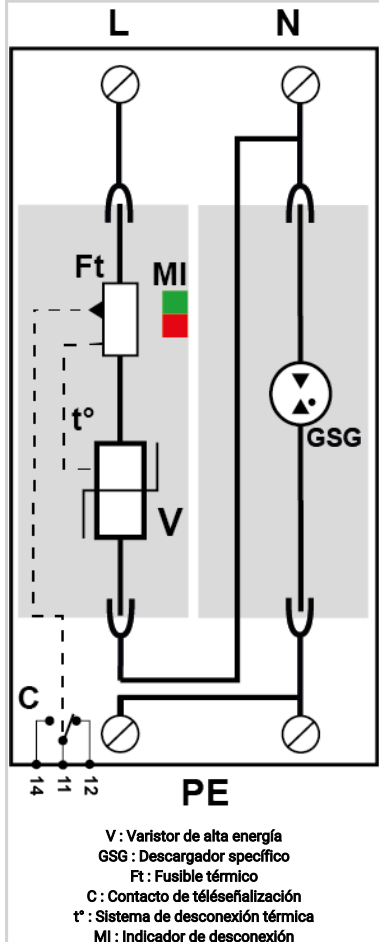 L N
Ft MI
t°
GSG
V
C
14 11 12
PE
V : Varistor de alta energía
GSG : Descargador specífico
Ft : Fusible térmico
C : Contacto de téléseñalización
t° : Sistema de desconexión térmica
MI : Indicador de desconexión